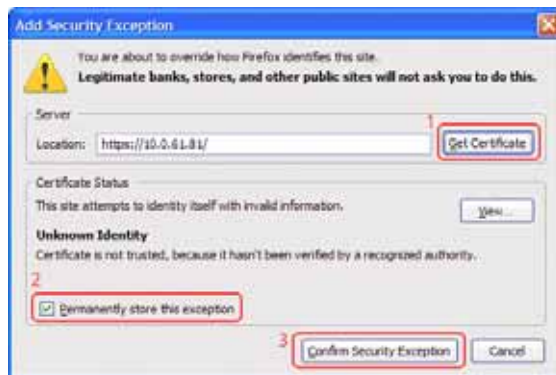 Add Security Exception
You are about to override how Firefox identifies this site.
Legitimate banks, stores, and other public sites will not ask you to do this.
Server
1
Location: https://10.0.61.81/ Get Certificate
Certificate Status
This site attempts to identify itself with invalid information.
View...
Unknown Identity
Certificate is not trusted, because it hasn't been verified by a recognized authority.
2
Permanently store this exception
3
Confirm Security Exception Cancel